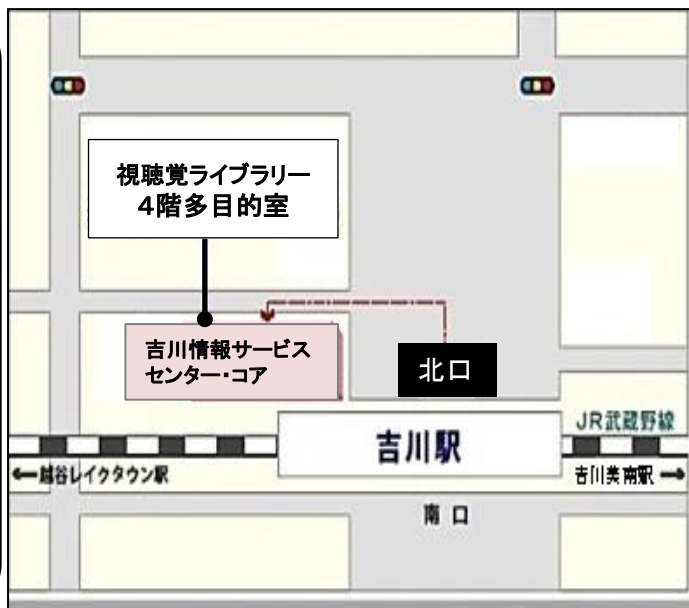 視聴覚ライブラリー
４階多目的室
吉川情報サービス
センター・コア
北口
JR武蔵野線
吉川駅
←越谷レイクタウン駅
吉川美南駅→
南口